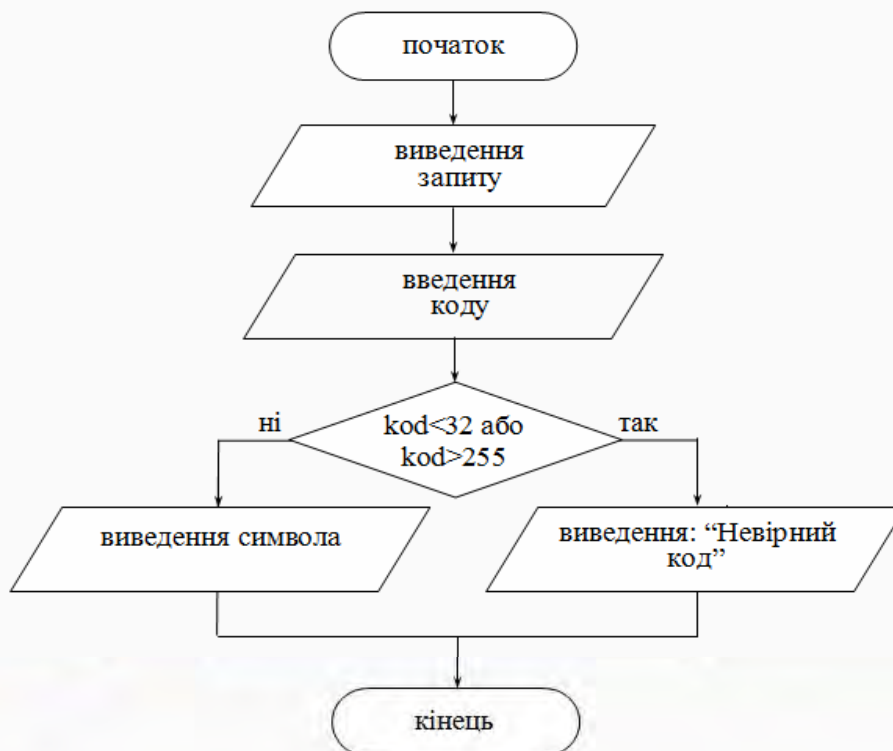 початок
виведення
запиту
введення
коду
ні
kod<32 або
kod>255
так
виведення символа
виведення: “Невірний
код”
кінець